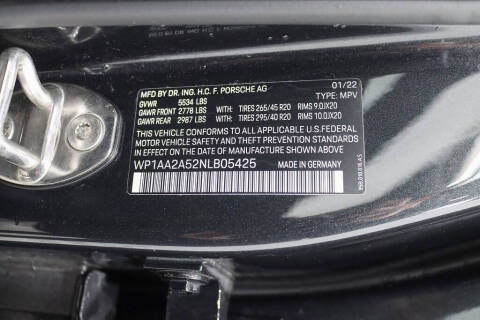 MFD BY DR. ING. H.C. F. PORSCHE AG 01/22
GVWR 5534 LBS TYPE: MPV
GAWR FRONT 2778 LBS WITH: TIRES 265/45 R20 RIMS 9.0JX20
GAWR REAR 2987 LBS WITH: TIRES 295/40 R20 RIMS 10.0JX20
THIS VEHICLE CONFORMS TO ALL APPLICABLE U.S.FEDERAL
MOTOR VEHICLE SAFETY AND THEFT PREVENTION STANDARDS
IN EFFECT ON THE DATE OF MANUFACTURE SHOWN ABOVE
WP1AA2A52NLB05425 MADE IN GERMANY